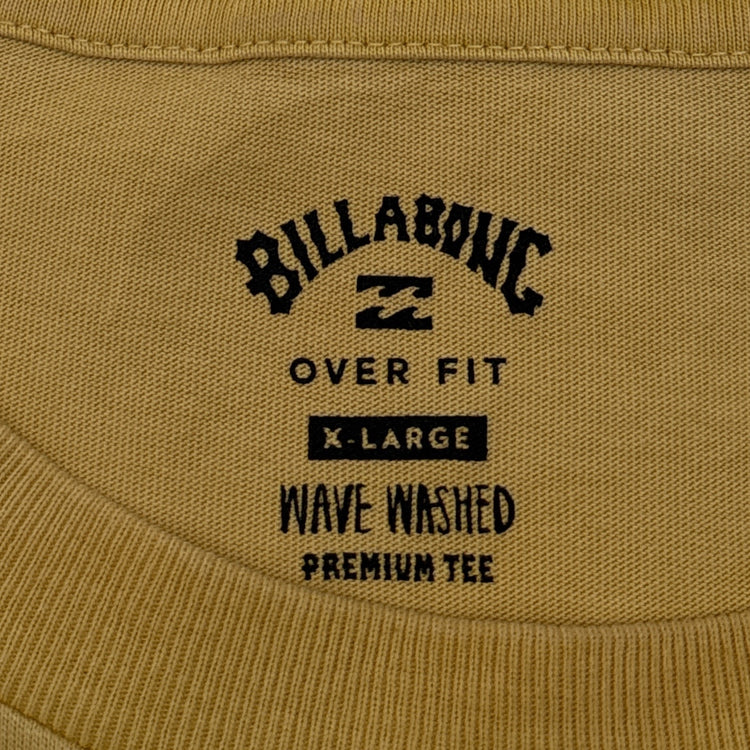 BILLABONG
OVER FIT
X-LARGE
WAVE WASHED
PREMIUM TEE